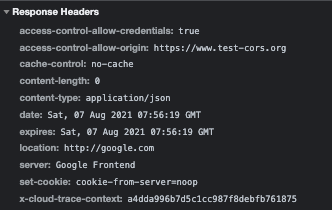 Response Headers
access-control-allow-credentials: true
access-control-allow-origin: https://www.test-cors.org
cache-control: no-cache
content-length: 0
content-type: application/json
date: Sat, 07 Aug 2021 07:56:19 GMT
expires: Sat, 07 Aug 2021 07:56:19 GMT
location: http://google.com
server: Google Frontend
set-cookie: cookie-from-server=noop
x-cloud-trace-context: a4dda996b7d5c1cc987f8debfb761875